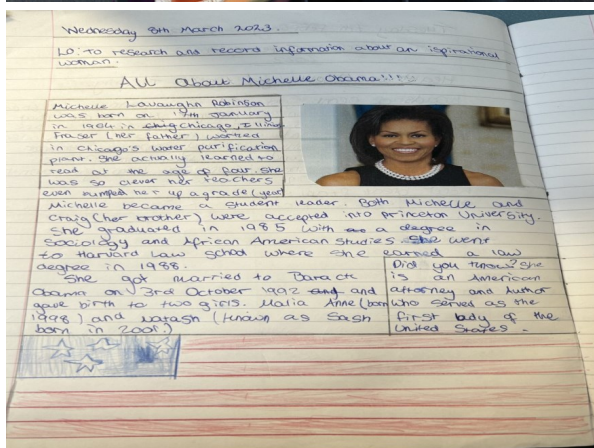 Wednesday 8th March 2023.
LO: To research and record information about an ispirational
woman.
All About Michelle Obama!!!
Michelle Lavaughn Robinson
was born on 17th January
in 1964 in Chicago, Illinois
Fraser (her father) worked
in Chicago's water purification
plant. She actually learned to
read at the age of four. She
was so clever her teachers
even bumped her up a grade (year)
Michelle became a student leader. Both Michelle and
Craig (her brother) were accepted into princeton University.
She graduated in 1985 with a degree in
Sociology and African American Studies. She went
to Harvard Law school where she earned a law
degree in 1988.
She got married to Barack
Obama on 3rd October 1992 and
gave birth to two girls. Malia Anne (born
1998) and Natash (known as Sash
born in 2001.)
Did you know? She
is an American
attorney and Author
who served as the
first lady of the
United States.